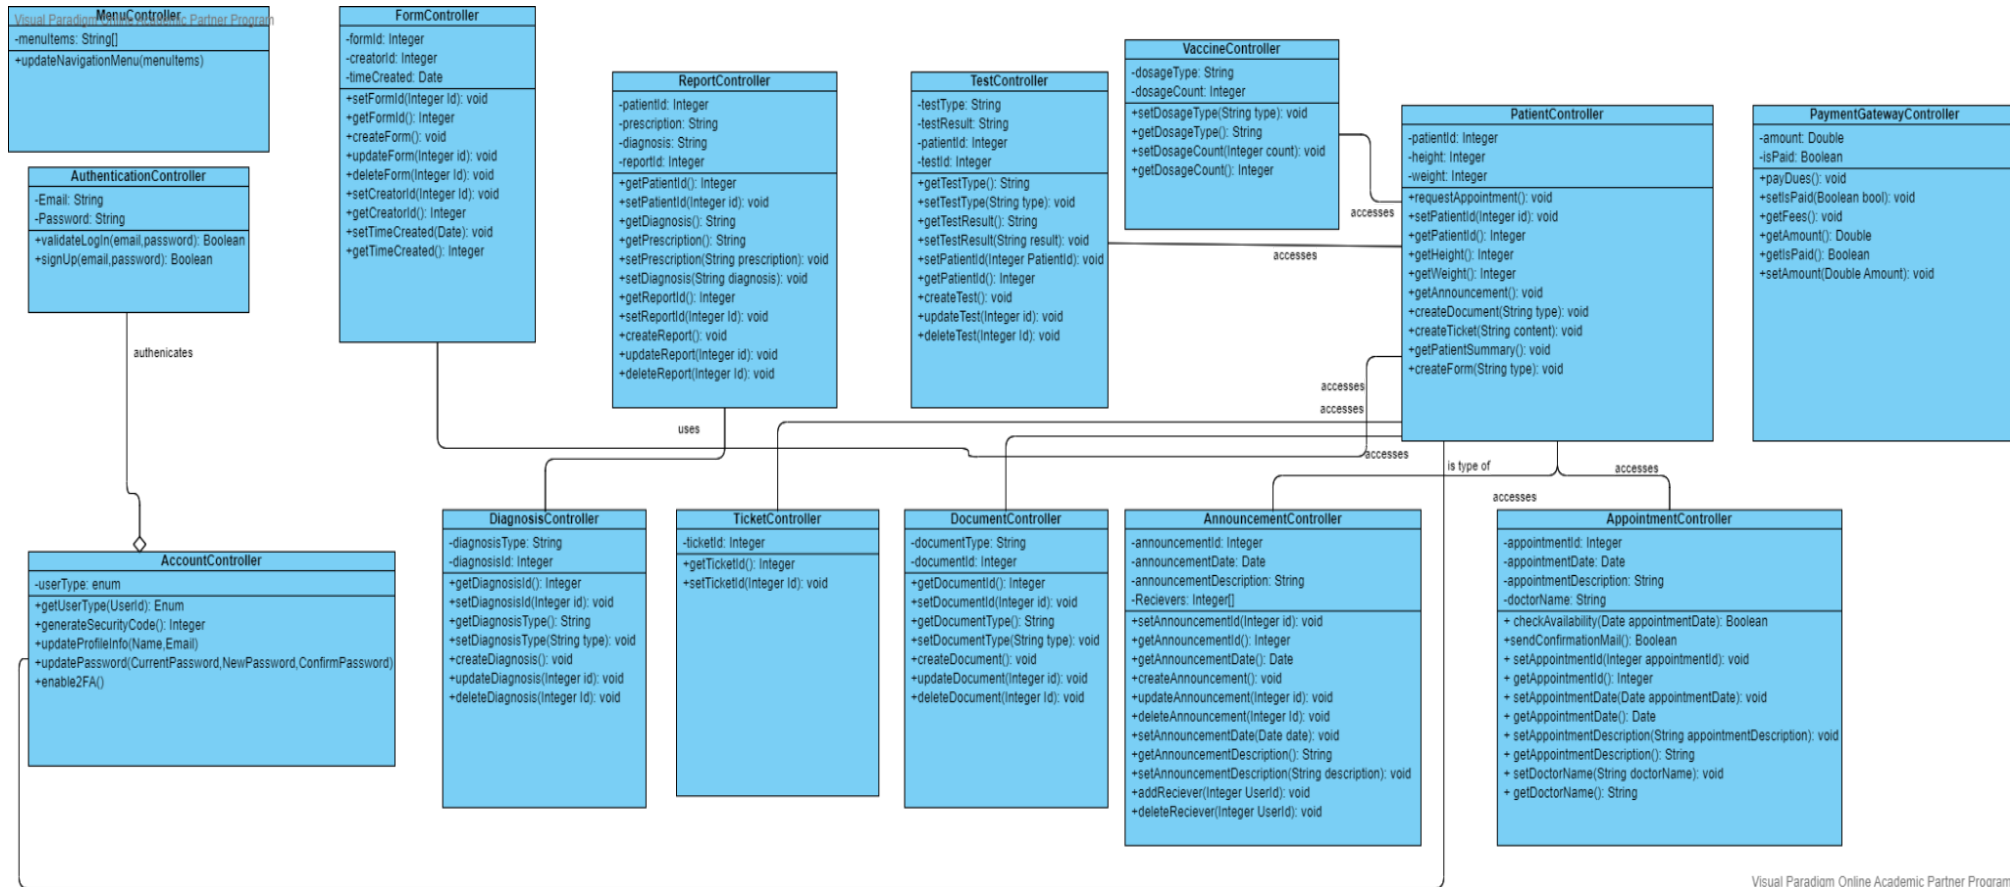 Visual Paradigm Online Academic Partner Program
MenuController
-menuItems: String[]
+updateNavigationMenu(menuItems)
AuthenticationController
-Email: String
-Password: String
+validateLogIn(email,password): Boolean
+signUp(email,password): Boolean
authenicates
AccountController
-userType: enum
+getUserType(UserId): Enum
+generateSecurityCode(): Integer
+updateProfileInfo(Name,Email)
+updatePassword(CurrentPassword,NewPassword,ConfirmPassword)
+enable2FA()
FormController
-formId: Integer
-creatorId: Integer
-timeCreated: Date
+setFormId(Integer Id): void
+getFormId(): Integer
+createForm(): void
+updateForm(Integer id): void
+deleteForm(Integer Id): void
+setCreatorId(Integer Id): void
+getCreatorId(): Integer
+setTimeCreated(Date): void
+getTimeCreated(): Integer
ReportController
-patientId: Integer
-prescription: String
-diagnosis: String
-reportId: Integer
+getPatientId(): Integer
+setPatientId(Integer id): void
+getDiagnosis(): String
+getPrescription(): String
+setPrescription(String prescription): void
+setDiagnosis(String diagnosis): void
+getReportId(): Integer
+setReportId(Integer Id): void
+createReport(): void
+updateReport(Integer id): void
+deleteReport(Integer Id): void
uses
TestController
-testType: String
-testResult: String
-patientId: Integer
-testId: Integer
+getTestType(): String
+setTestType(String type): void
+getTestResult(): String
+setTestResult(String result): void
+setPatientId(Integer PatientId): void
+getPatientId(): Integer
+createTest(): void
+updateTest(Integer id): void
+deleteTest(Integer Id): void
VaccineController
-dosageType: String
-dosageCount: Integer
+setDosageType(String type): void
+getDosageType(): String
+setDosageCount(Integer count): void
+getDosageCount(): Integer
accesses
accesses
accesses
accesses
accesses
PatientController
-patientId: Integer
-height: Integer
-weight: Integer
+requestAppointment(): void
+setPatientId(Integer id): void
+getPatientId(): Integer
+getHeight(): Integer
+getWeight(): Integer
+getAnnouncement(): void
+createDocument(String type): void
+createTicket(String content): void
+getPatientSummary(): void
+createForm(String type): void
is type of
accesses
accesses
PaymentGatewayController
-amount: Double
-isPaid: Boolean
+payDues(): void
+setIsPaid(Boolean bool): void
+getFees(): void
+getAmount(): Double
+getIsPaid(): Boolean
+setAmount(Double Amount): void
DiagnosisController
-diagnosisType: String
-diagnosisId: Integer
+getDiagnosisId(): Integer
+setDiagnosisId(Integer id): void
+getDiagnosisType(): String
+setDiagnosisType(String type): void
+createDiagnosis(): void
+updateDiagnosis(Integer id): void
+deleteDiagnosis(Integer Id): void
TicketController
-ticketId: Integer
+getTicketId(): Integer
+setTicketId(Integer Id): void
DocumentController
-documentType: String
-documentId: Integer
+getDocumentId(): Integer
+setDocumentId(Integer id): void
+getDocumentType(): String
+setDocumentType(String type): void
+createDocument(): void
+updateDocument(Integer id): void
+deleteDocument(Integer Id): void
AnnouncementController
-announcementId: Integer
-announcementDate: Date
-announcementDescription: String
-Recievers: Integer[]
+setAnnouncementId(Integer id): void
+getAnnouncementId(): Integer
+getAnnouncementDate(): Date
+createAnnouncement(): void
+updateAnnouncement(Integer id): void
+deleteAnnouncement(Integer Id): void
+setAnnouncementDate(Date date): void
+getAnnouncementDescription(): String
+setAnnouncementDescription(String description): void
+addReciever(Integer UserId): void
+deleteReciever(Integer UserId): void
AppointmentController
-appointmentId: Integer
-appointmentDate: Date
-appointmentDescription: String
-doctorName: String
+ checkAvailability(Date appointmentDate): Boolean
+sendConfirmationMail(): Boolean
+ setAppointmentId(Integer appointmentId): void
+ getAppointmentId(): Integer
+ setAppointmentDate(Date appointmentDate): void
+ getAppointmentDate(): Date
+ setAppointmentDescription(String appointmentDescription): void
+ getAppointmentDescription(): String
+ setDoctorName(String doctorName): void
+ getDoctorName(): String
Visual Paradigm Online Academic Partner Program